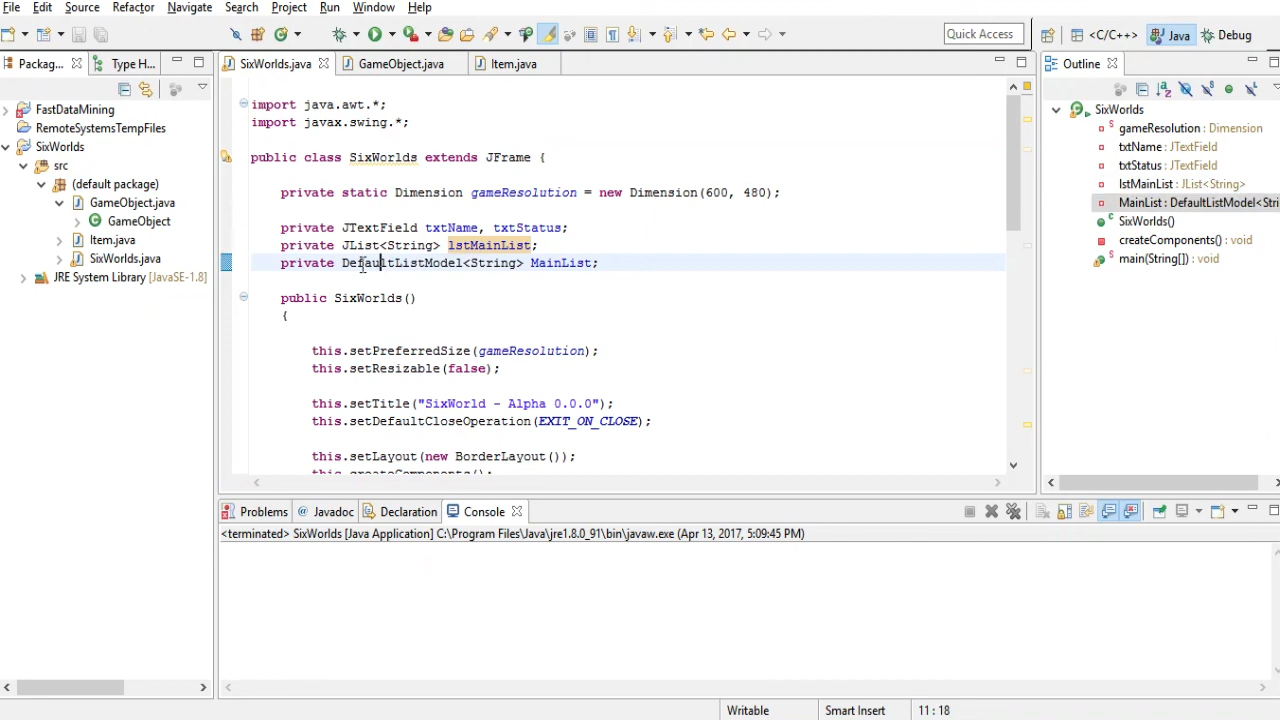 File Edit Source Refactor Navigate Search Project Run Window Help
Quick Access
<C/C++> Java Debug
Packag... Type H...
SixWorlds.java GameObject.java Item.java
Outline
FastDataMining
RemoteSystemsTempFiles
SixWorlds
src
(default package)
GameObject.java
GameObject
Item.java
SixWorlds.java
JRE System Library [JavaSE-1.8]
import java.awt.*;
import javax.swing.*;
public class SixWorlds extends JFrame {
private static Dimension gameResolution = new Dimension(600, 480);
private JTextField txtName, txtStatus;
private JList<String> lstMainList;
private DefaultListModel<String> MainList;
public SixWorlds()
{
this.setPreferredSize(gameResolution);
this.setResizable(false);
this.setTitle("SixWorld - Alpha 0.0.0");
this.setDefaultCloseOperation(EXIT_ON_CLOSE);
this.setLayout(new BorderLayout());
this.createComponents();
SixWorlds
gameResolution : Dimension
txtName : JTextField
txtStatus : JTextField
lstMainList : JList<String>
MainList : DefaultListModel<Stri
SixWorlds()
createComponents() : void
main(String[]) : void
Problems @ Javadoc Declaration Console
<terminated> SixWorlds [Java Application] C:\Program Files\Java\jre1.8.0_91\bin\javaw.exe (Apr 13, 2017, 5:09:45 PM)
Writable Smart Insert 11 : 18